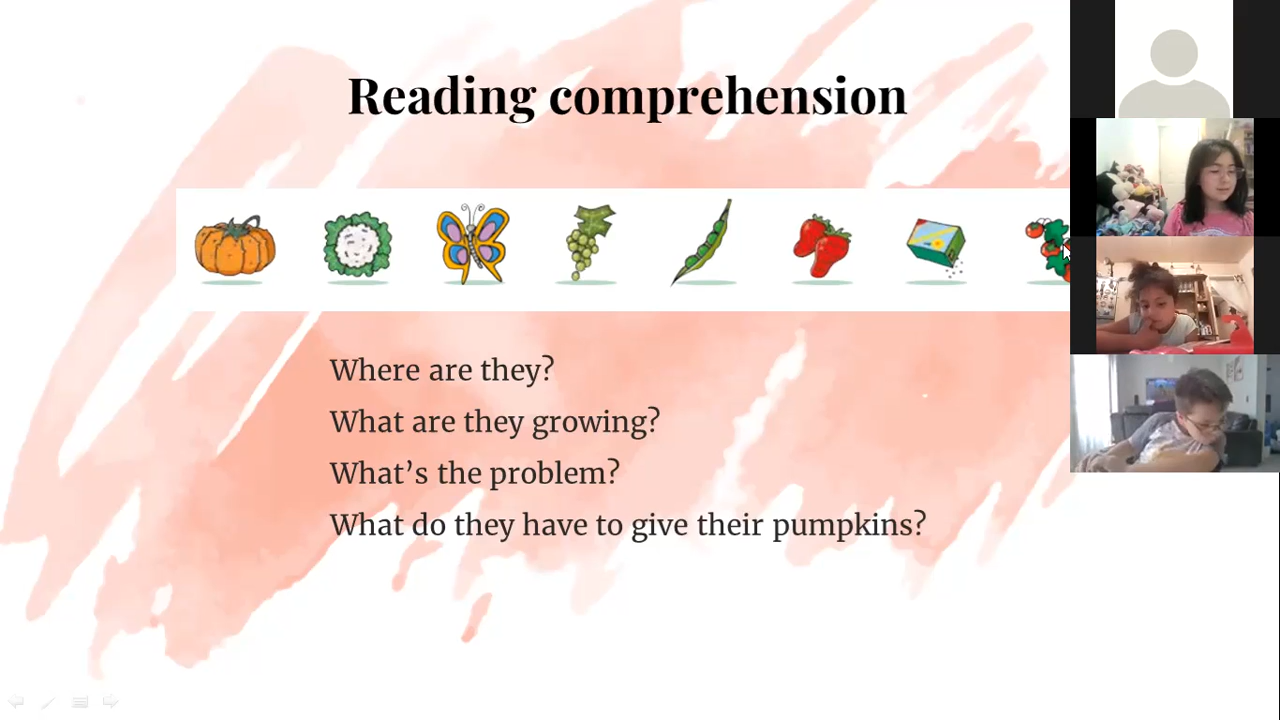 Reading comprehension
Where are they?
What are they growing?
What’s the problem?
What do they have to give their pumpkins?